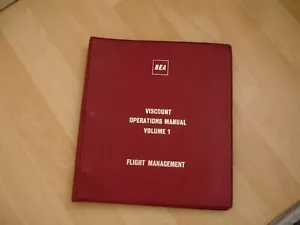 BEA
VISCOUNT
OPERATIONS MANUAL
VOLUME 1
FLIGHT MANAGEMENT